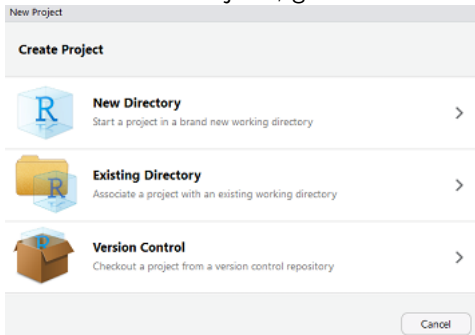 New Project
Create Project
R
New Directory
Start a project in a brand new working directory
R
Existing Directory
Associate a project with an existing working directory
R
Version Control
Checkout a project from a version control repository
Cancel